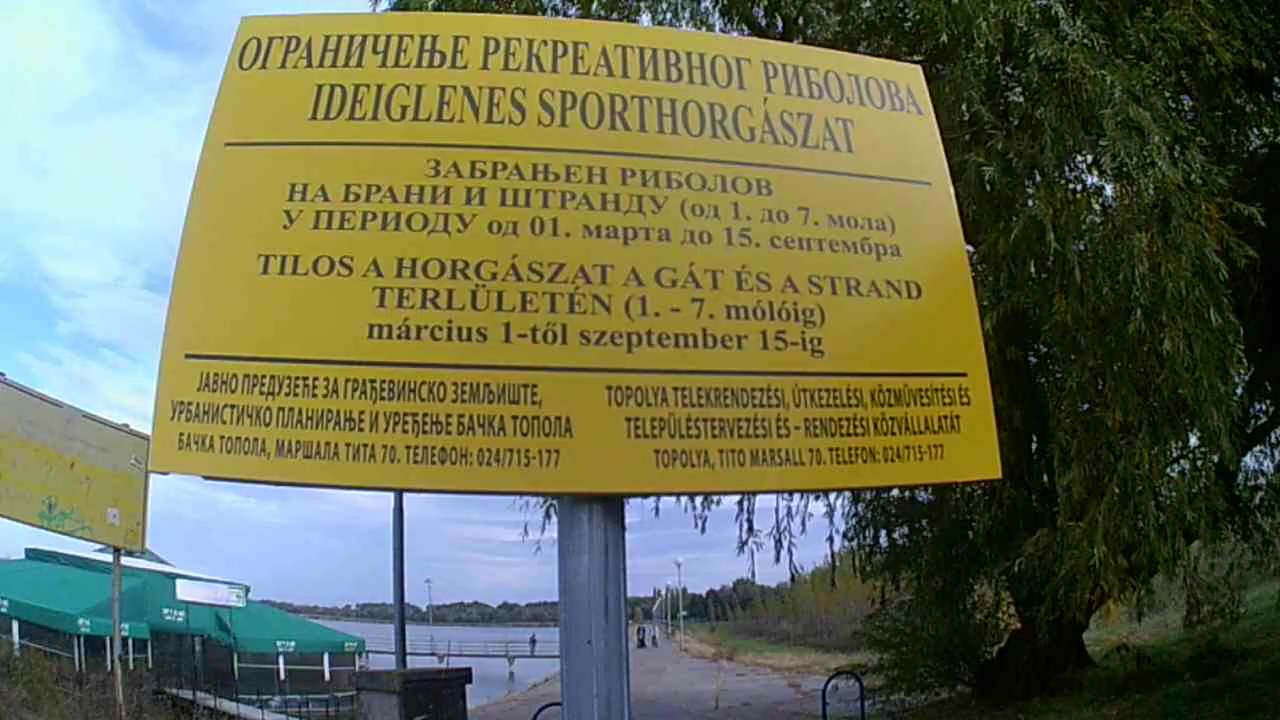 ОГРАНИЧЕЊЕ РЕКРЕАТИВНОГ РИБОЛОВА
IDEIGLENES SPORTHORGÁSZAT
ЗАБРАЊЕН РИБОЛОВ
НА БРАНИ И ШТРАНДУ (од 1. до 7. мола)
У ПЕРИОДУ од 01. марта до 15. септембра
TILOS A HORGÁSZAT A GÁT ÉS A STRAND
TERLÜLETÉN (1. - 7. mólóig)
március 1-től szeptember 15-ig
ЈАВНО ПРЕДУЗЕЋЕ ЗА ГРАЂЕВИНСКО ЗЕМЉИШТЕ,
УРБАНИСТИЧКО ПЛАНИРАЊЕ И УРЕЂЕЊЕ БАЧКА ТОПОЛА
БАЧКА ТОПОЛА, МАРШАЛА ТИТА 70. ТЕЛЕФОН: 024/715-177
TOPOLYA TELEKRENDEZÉSI, ÚTKEZELÉSI, KÖZMŰVESÍTÉSI ÉS
TELEPÜLÉSTERVEZÉSI ÉS - RENDEZÉSI KÖZVÁLLALATÁT
TOPOLYA, TITO MARSALL 70. TELEFON: 024/715-177